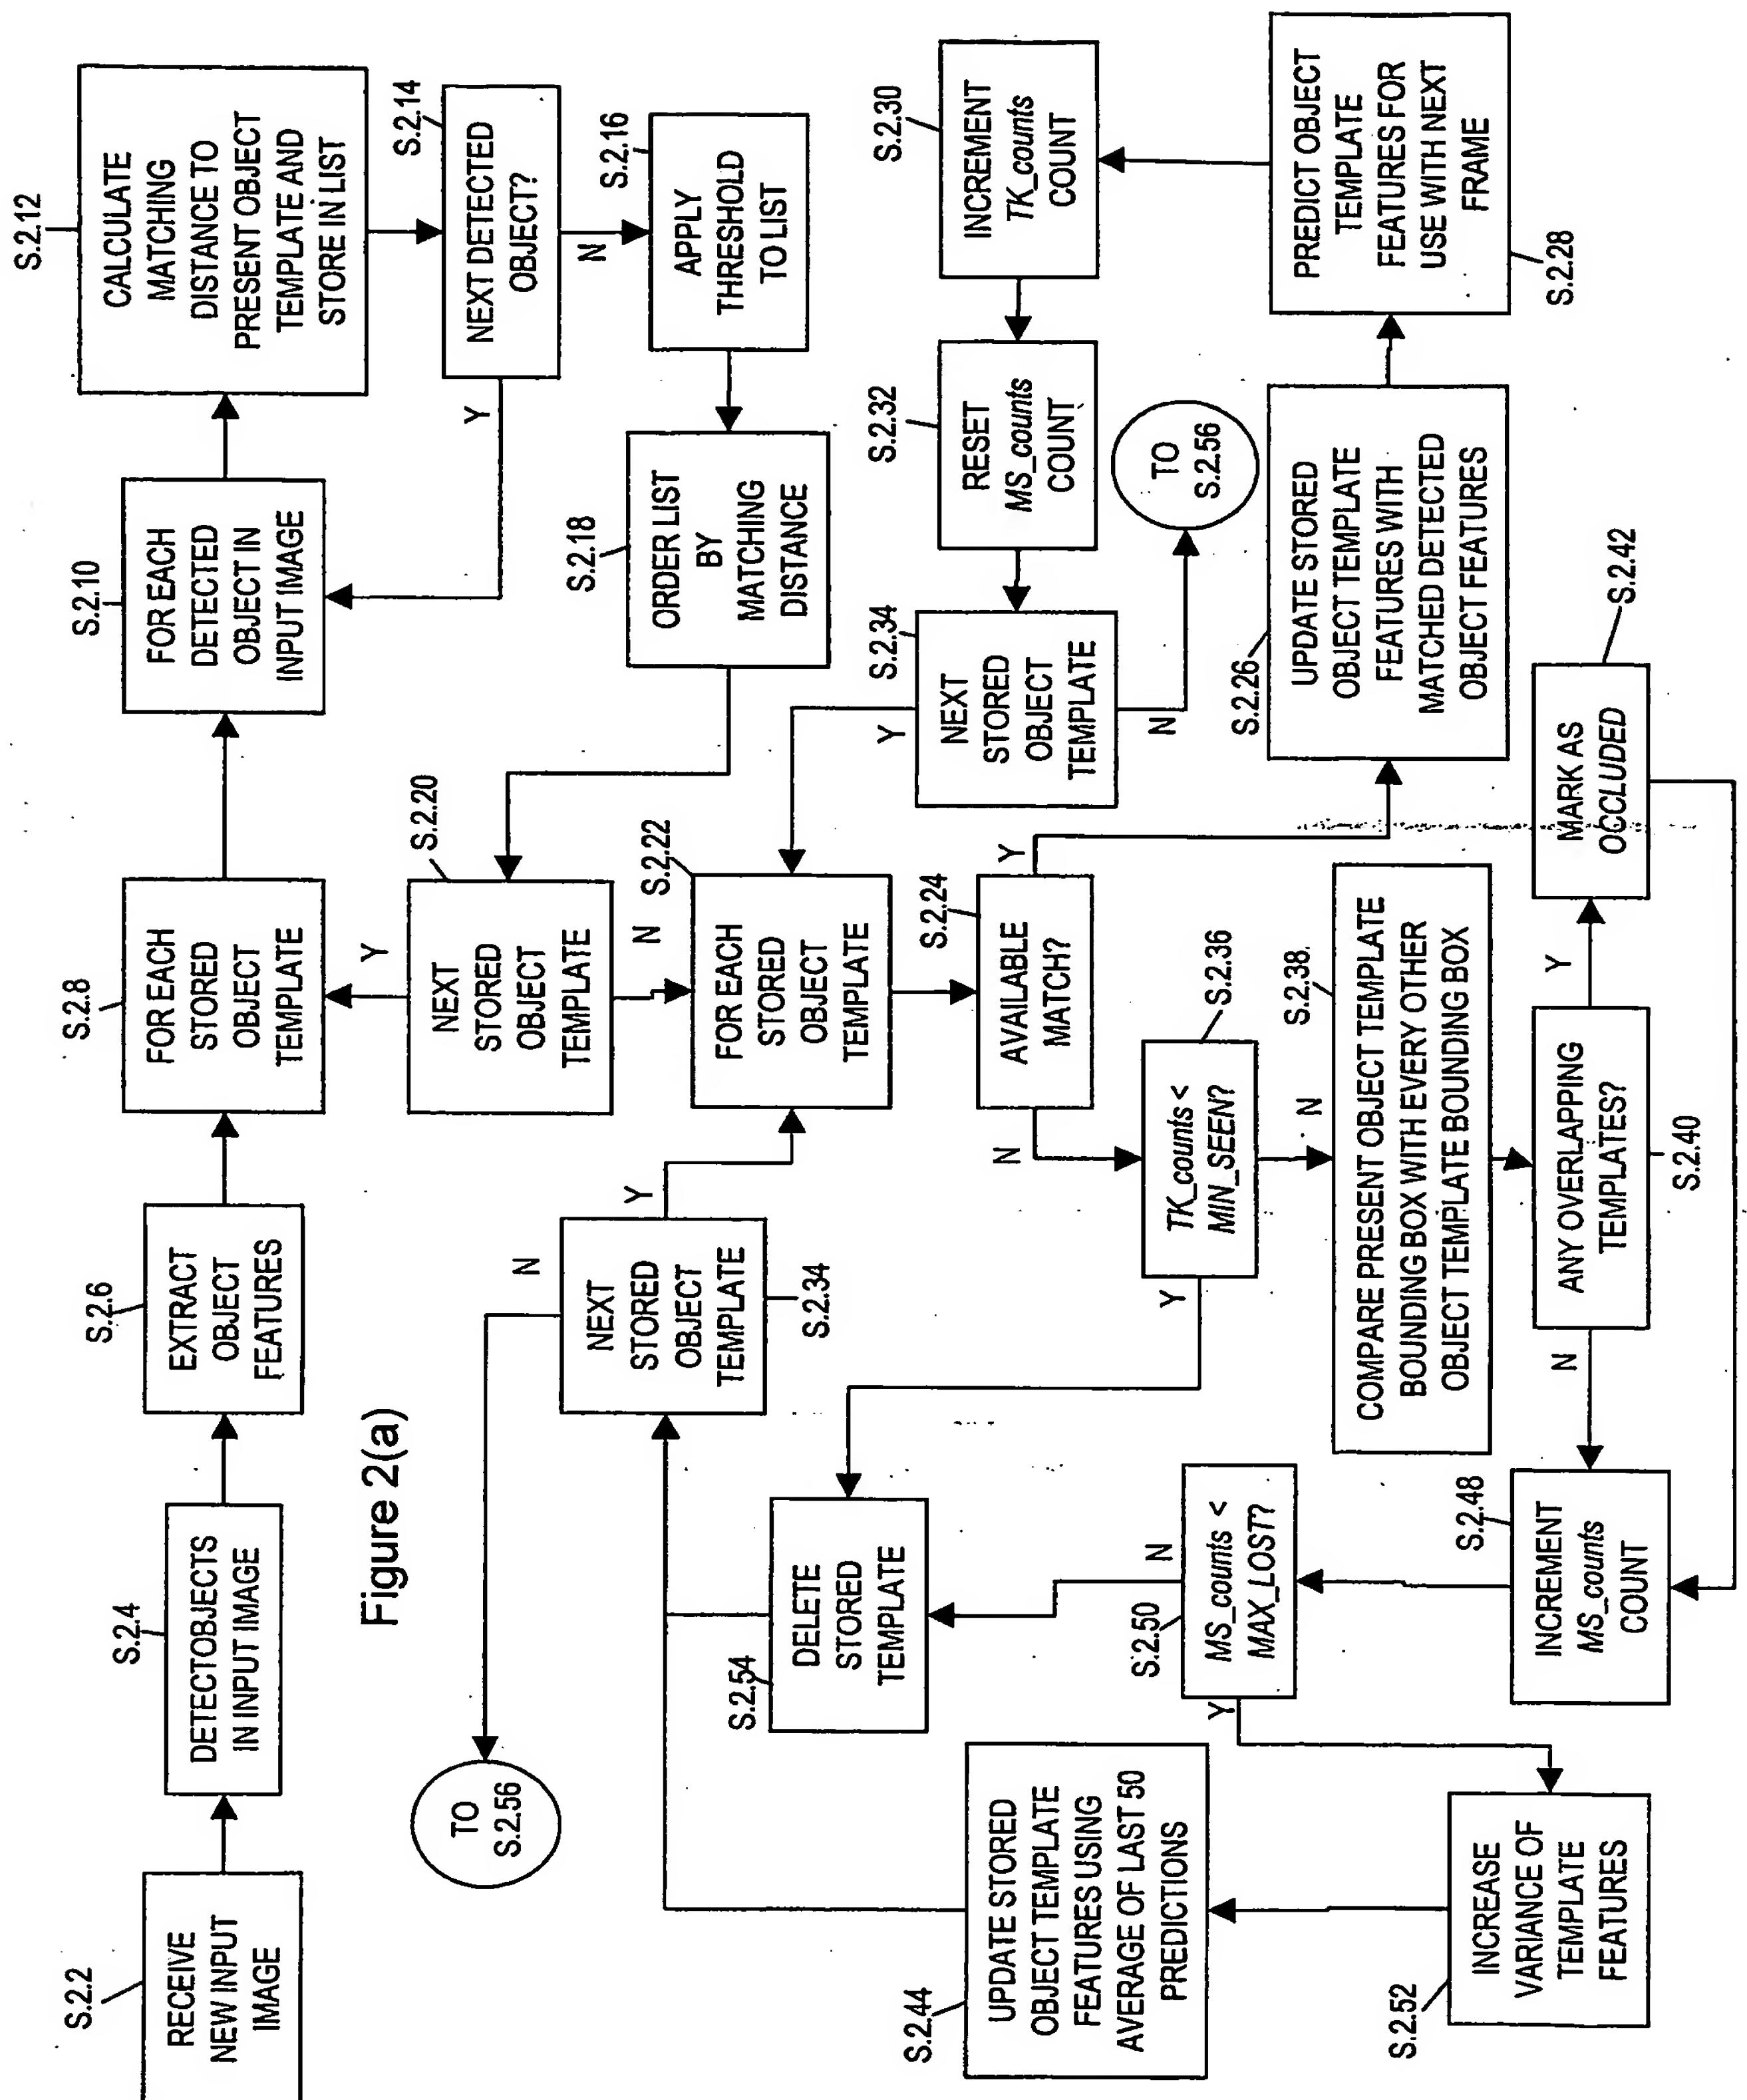 S.2.2
RECEIVE
NEW INPUT
IMAGE
S.2.4
DETECTOBJECTS
IN INPUT IMAGE
S.2.6
EXTRACT
OBJECT
FEATURES
S.2.8
FOR EACH
STORED
OBJECT
TEMPLATE
S.2.10
FOR EACH
DETECTED
OBJECT IN
INPUT IMAGE
S.2.12
CALCULATE
MATCHING
DISTANCE TO
PRESENT OBJECT
TEMPLATE AND
STORE IN LIST
S.2.14
NEXT DETECTED
OBJECT?
Y
N
S.2.16
APPLY
THRESHOLD
TO LIST
S.2.18
ORDER LIST
BY
MATCHING
DISTANCE
S.2.20
NEXT
STORED
OBJECT
TEMPLATE
Y
N
Figure 2(a)
TO
S.2.56
NEXT
STORED
OBJECT
TEMPLATE
S.2.34
N
Y
S.2.22
FOR EACH
STORED
OBJECT
TEMPLATE
S.2.24
AVAILABLE
MATCH?
Y
N
S.2.26
UPDATE STORED
OBJECT TEMPLATE
FEATURES WITH
MATCHED DETECTED
OBJECT FEATURES
S.2.28
PREDICT OBJECT
TEMPLATE
FEATURES FOR
USE WITH NEXT
FRAME
S.2.30
INCREMENT
TK_counts
COUNT
S.2.32
RESET
MS_counts
COUNT
S.2.34
NEXT
STORED
OBJECT
TEMPLATE
Y
N
TO
S.2.56
S.2.36
TK_counts <
MIN_SEEN?
Y
N
S.2.38
COMPARE PRESENT OBJECT TEMPLATE
BOUNDING BOX WITH EVERY OTHER
OBJECT TEMPLATE BOUNDING BOX
S.2.40
ANY OVERLAPPING
TEMPLATES?
Y
N
S.2.42
MARK AS
OCCLUDED
S.2.48
INCREMENT
MS_counts
COUNT
S.2.50
MS_counts <
MAX_LOST?
N
Y
S.2.54
DELETE
STORED
TEMPLATE
S.2.52
INCREASE
VARIANCE OF
TEMPLATE
FEATURES
S.2.44
UPDATE STORED
OBJECT TEMPLATE
FEATURES USING
AVERAGE OF LAST 50
PREDICTIONS